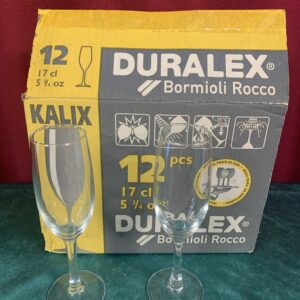 12
17 cl
5 ¾ oz
DURALEX®
Bormioli Rocco
KALIX
12 pcs
17 cl
5 ¾ oz
DURALEX®
Bormioli Rocco